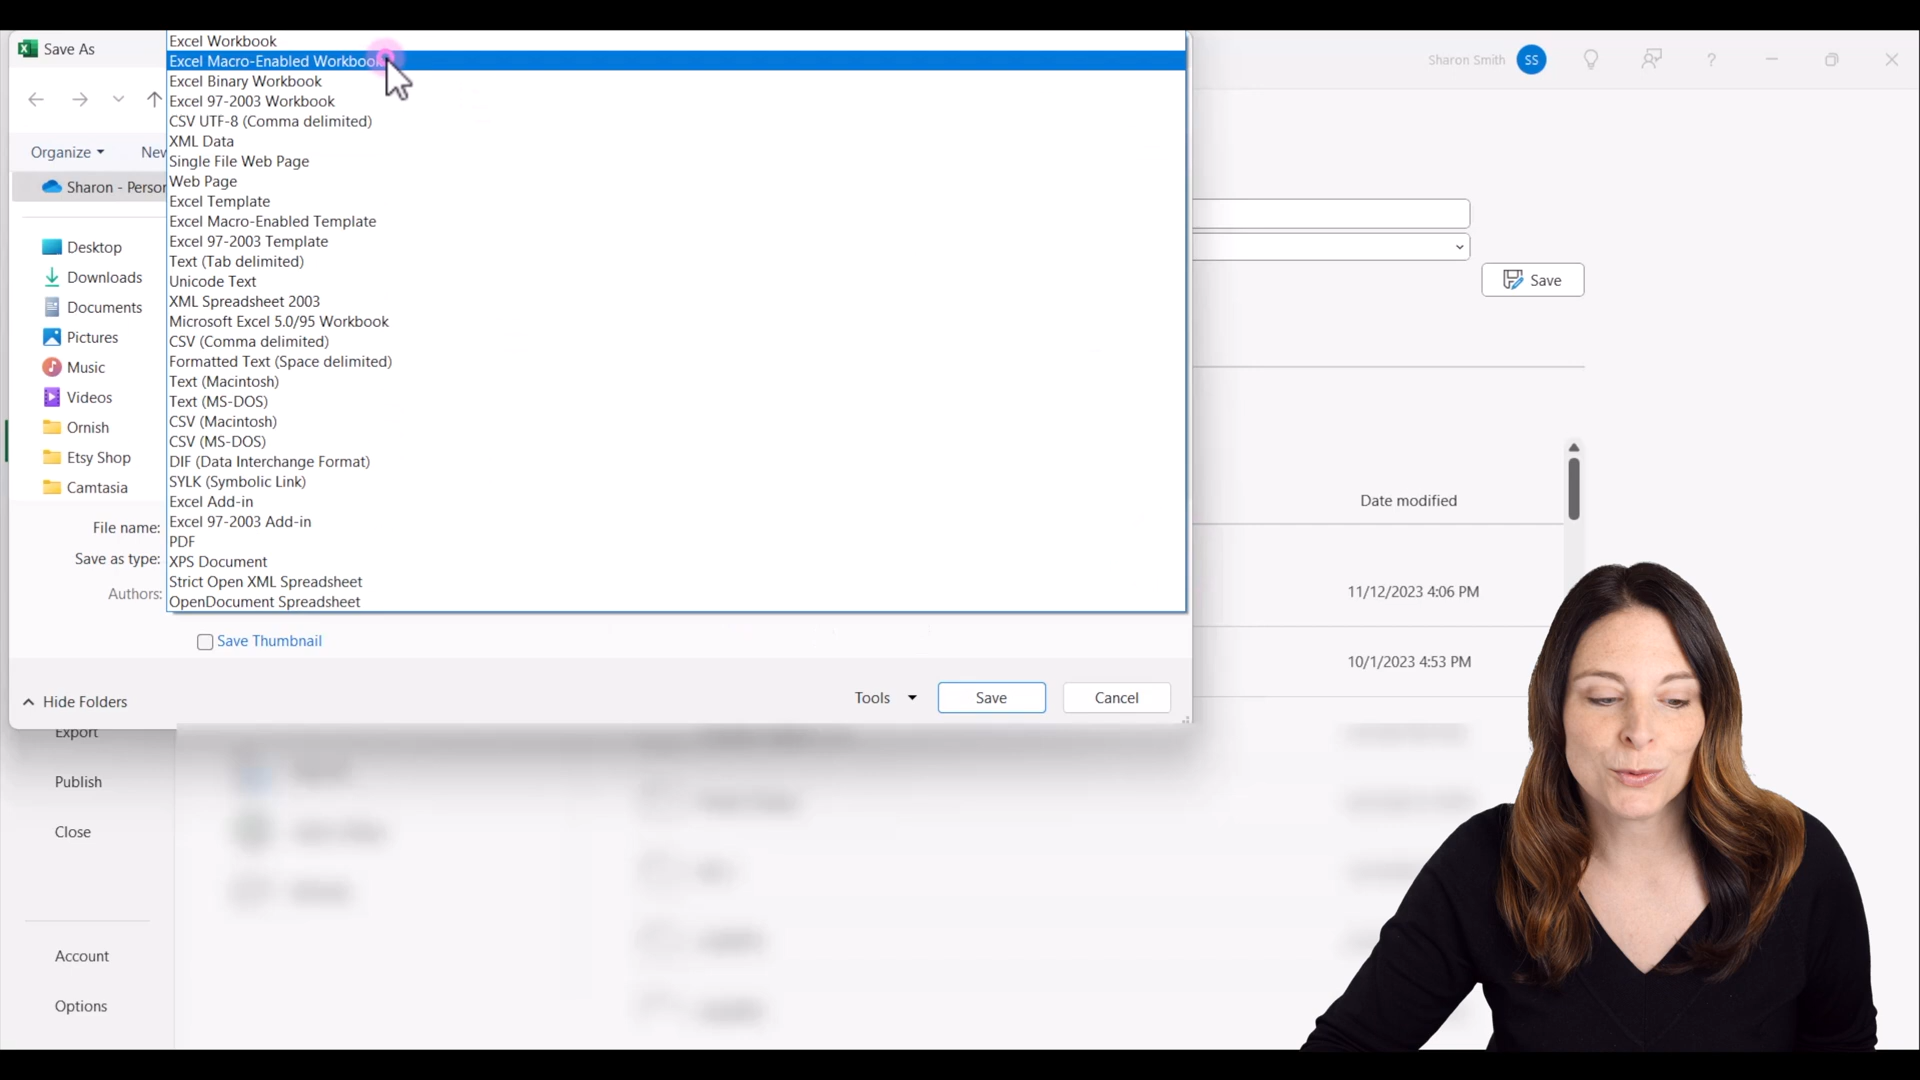 Save As
Sharon Smith
SS
?
Excel Workbook
Excel Macro-Enabled Workbook
Excel Binary Workbook
Excel 97-2003 Workbook
CSV UTF-8 (Comma delimited)
XML Data
Single File Web Page
Web Page
Excel Template
Excel Macro-Enabled Template
Excel 97-2003 Template
Text (Tab delimited)
Unicode Text
XML Spreadsheet 2003
Microsoft Excel 5.0/95 Workbook
CSV (Comma delimited)
Formatted Text (Space delimited)
Text (Macintosh)
Text (MS-DOS)
CSV (Macintosh)
CSV (MS-DOS)
DIF (Data Interchange Format)
SYLK (Symbolic Link)
Excel Add-in
Excel 97-2003 Add-in
PDF
XPS Document
Strict Open XML Spreadsheet
OpenDocument Spreadsheet
Organize
New
Sharon - Person
Desktop
Downloads
Documents
Pictures
Music
Videos
Ornish
Etsy Shop
Camtasia
File name:
Save as type:
Authors:
Save Thumbnail
Hide Folders
Tools
Save
Cancel
Save
Date modified
11/12/2023 4:06 PM
10/1/2023 4:53 PM
Export
Publish
Close
Account
Options